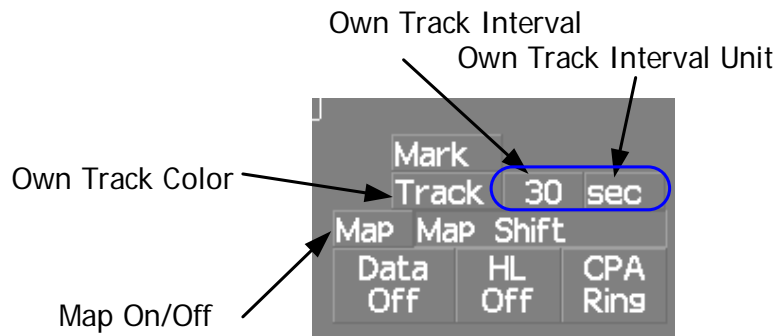 Own Track Interval
Own Track Interval Unit
Mark
Own Track Color
Track 30 sec
Map Map Shift
Data HL CPA
Off Off Ring
Map On/Off